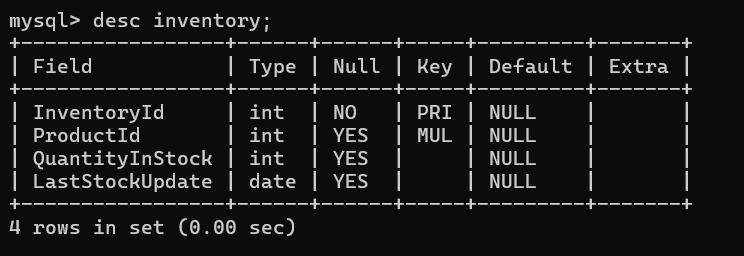 mysql> desc inventory;
+-----------------+------+------+-----+---------+-------+
| Field           | Type | Null | Key | Default | Extra |
+-----------------+------+------+-----+---------+-------+
| InventoryId     | int  | NO   | PRI | NULL    |       |
| ProductId       | int  | YES  | MUL | NULL    |       |
| QuantityInStock | int  | YES  |     | NULL    |       |
| LastStockUpdate | date | YES  |     | NULL    |       |
+-----------------+------+------+-----+---------+-------+
4 rows in set (0.00 sec)